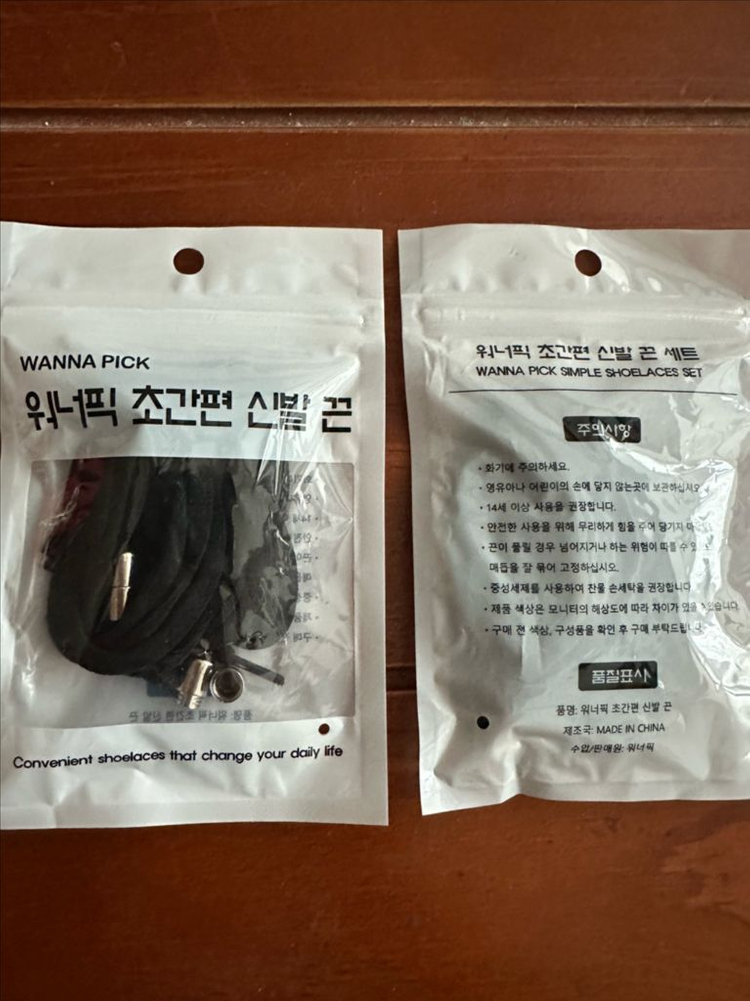 WANNA PICK
워너픽 초간편 신발 끈
Convenient shoelaces that change your daily life
워너픽 초간편 신발 끈 세트
WANNA PICK SIMPLE SHOELACES SET
주의사항
• 화기에 주의하세요.
• 영유아나 어린이의 손에 닿지 않는곳에 보관하십시오.
• 14세 이상 사용을 권장합니다.
• 안전한 사용을 위해 무리하게 힘을 주어 당기지
• 끈이 풀릴 경우 넘어지거나 하는 위험이 따를 수
매듭을 잘 묶어 고정하십시오.
• 중성세제를 사용하여 찬물 손세탁을 권장합니다
• 제품 색상은 모니터의 해상도에 따라 차이가 있을 수 있습니다.
• 구매 전 색상, 구성품을 확인 후 구매 부탁드립니다.
품질표시
품명: 워너픽 초간편 신발 끈
제조국: MADE IN CHINA
수입/판매원: 워너픽